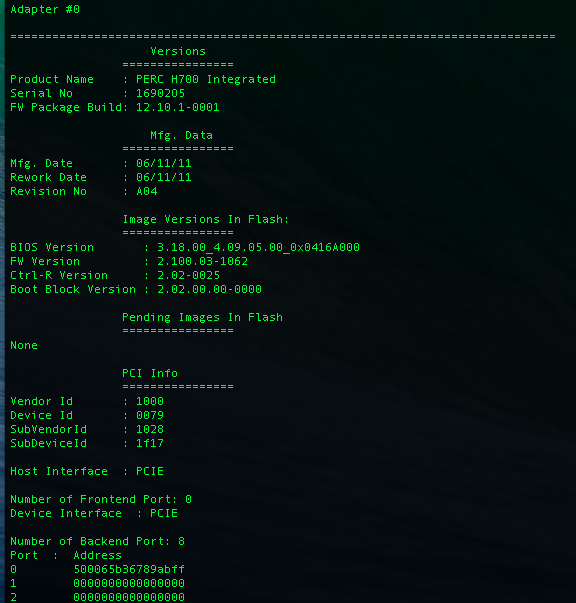 Adapter #0
==============================================================================
Versions
================
Product Name    : PERC H700 Integrated
Serial No       : 1690205
FW Package Build: 12.10.1-0001
Mfg. Data
================
Mfg. Date       : 06/11/11
Rework Date     : 06/11/11
Revision No     : A04
Image Versions In Flash:
================
BIOS Version       : 3.18.00_4.09.05.00_0x0416A000
FW Version         : 2.100.03-1062
Ctrl-R Version     : 2.02-0025
Boot Block Version : 2.02.00.00-0000
Pending Images In Flash
================
None
PCI Info
================
Vendor Id       : 1000
Device Id       : 0079
SubVendorId     : 1028
SubDeviceId     : 1f17
Host Interface  : PCIE
Number of Frontend Port: 0
Device Interface  : PCIE
Number of Backend Port: 8
Port  :  Address
0        500065b36789abff
1        0000000000000000
2        0000000000000000